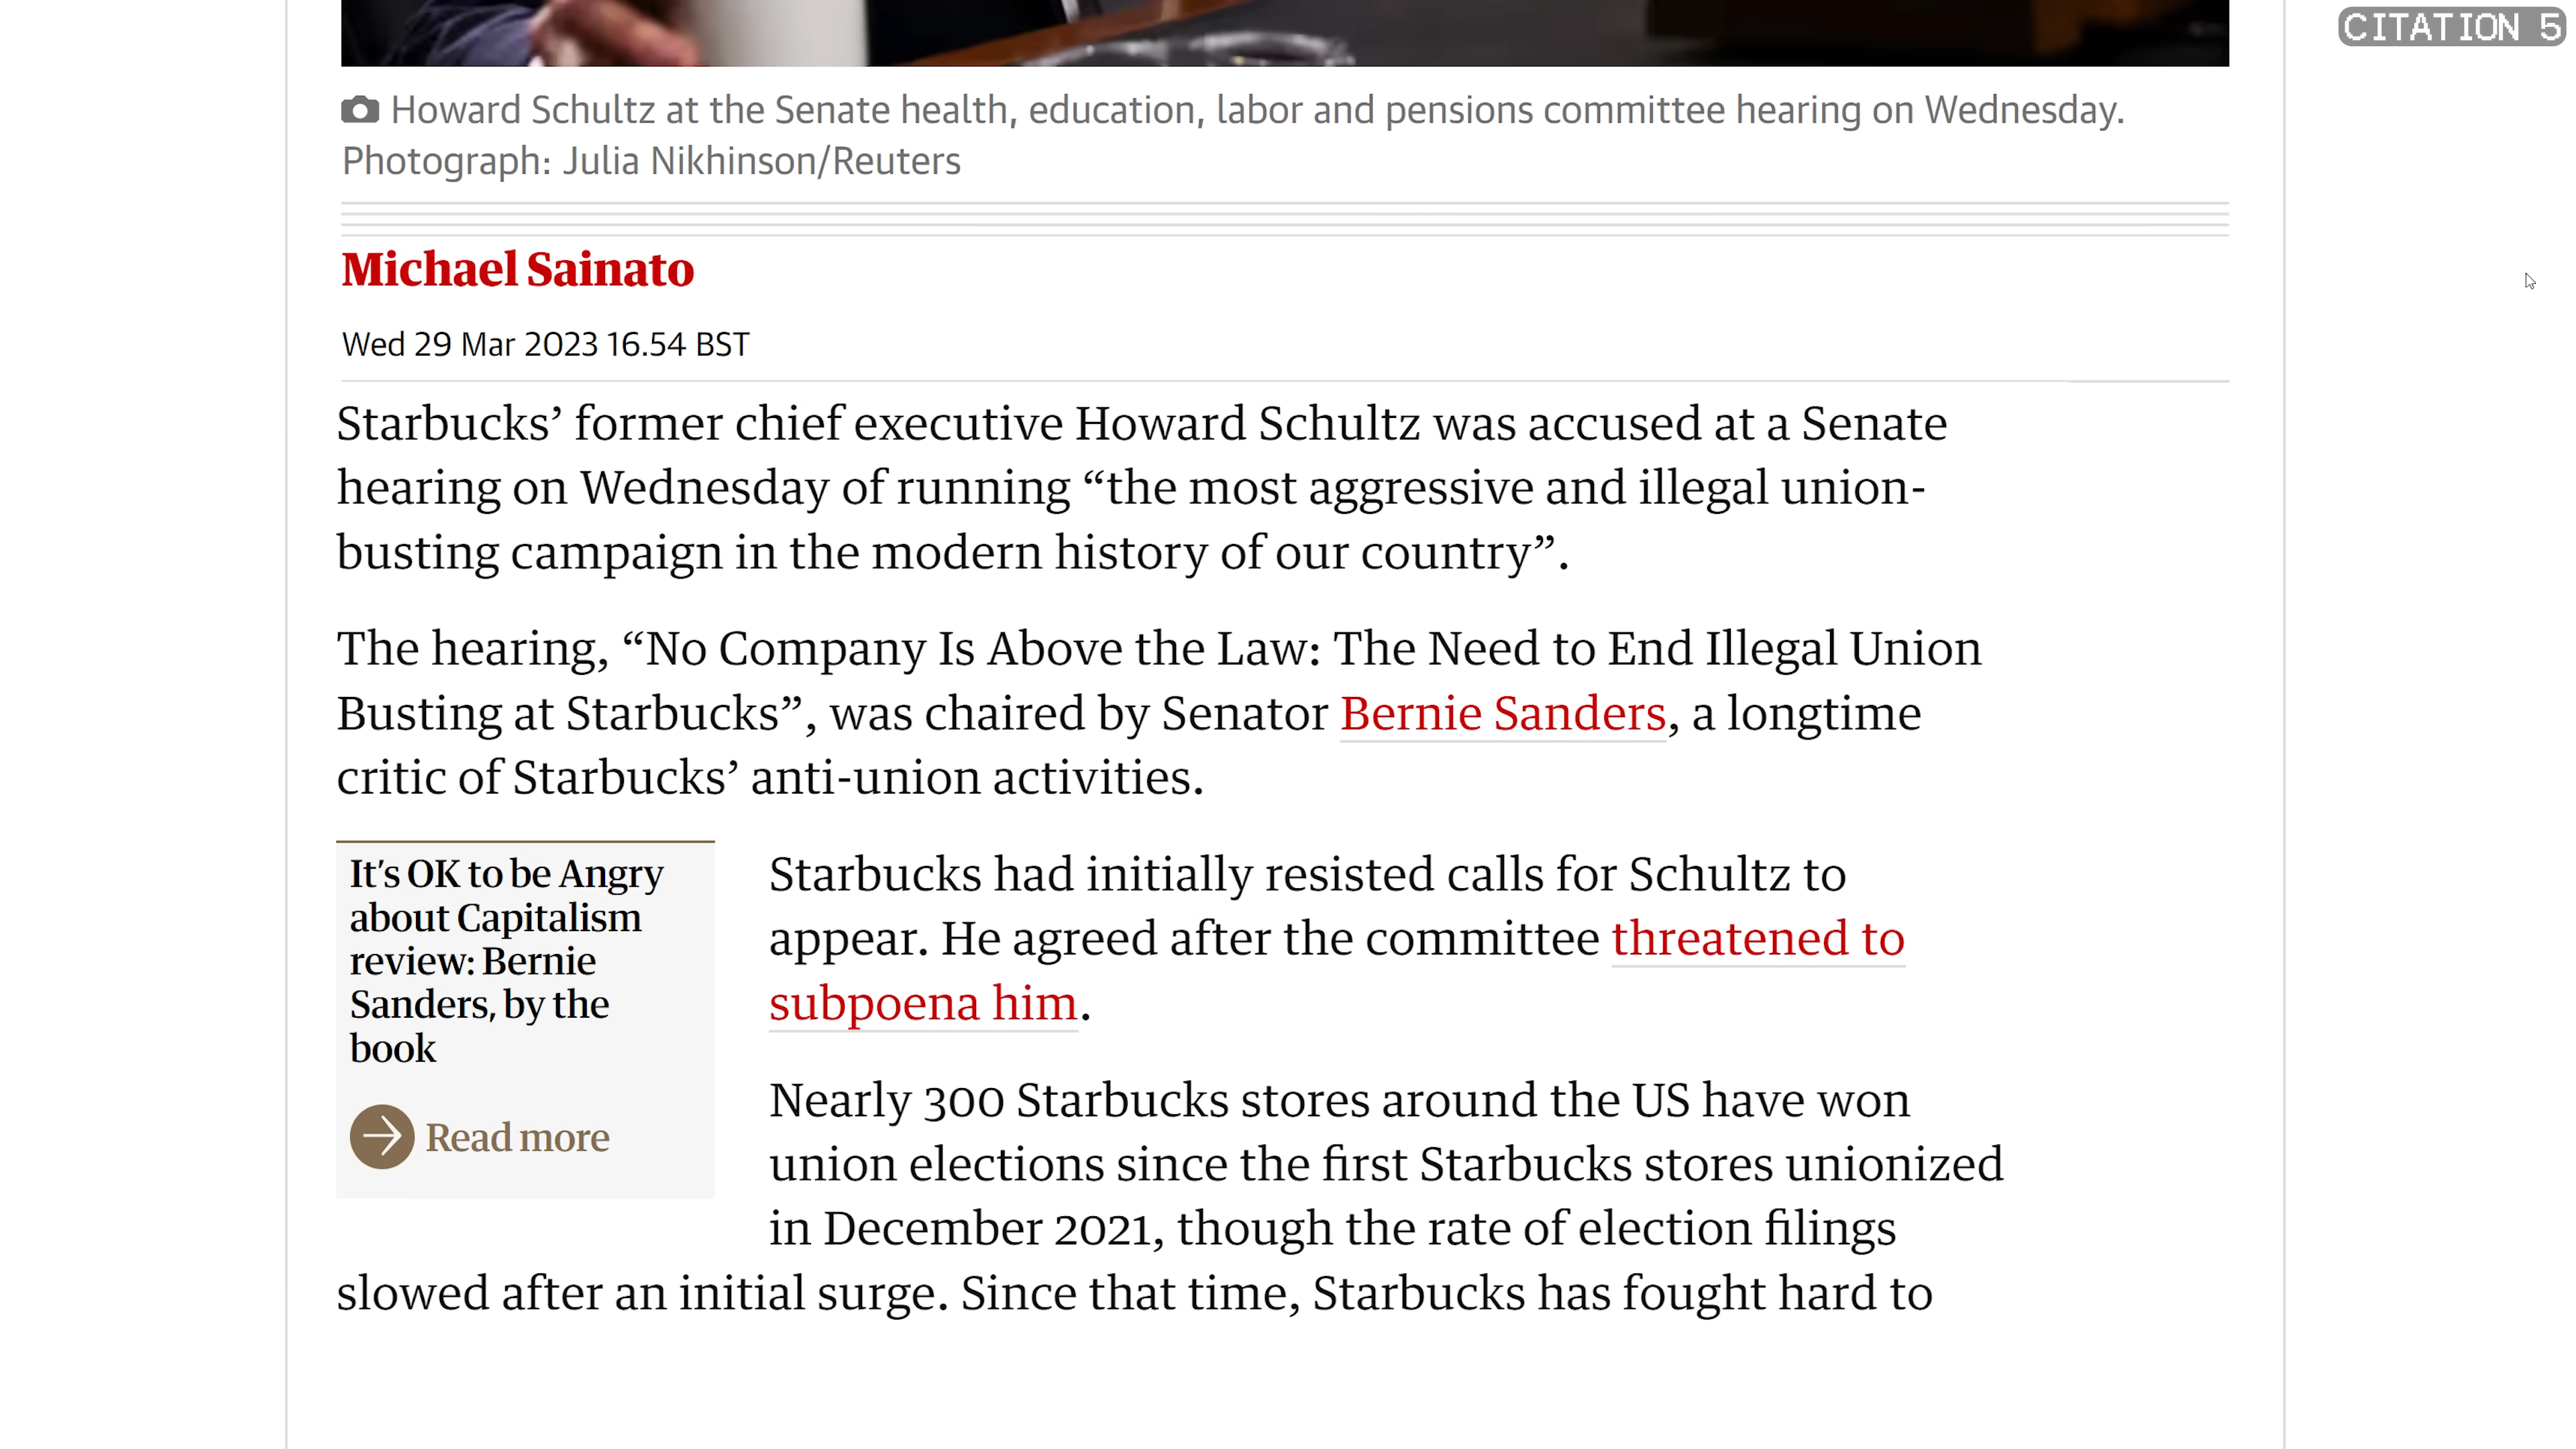 CITATION 5
Howard Schultz at the Senate health, education, labor and pensions committee hearing on Wednesday.
Photograph: Julia Nikhinson/Reuters
Michael Sainato
Wed 29 Mar 2023 16.54 BST
Starbucks’ former chief executive Howard Schultz was accused at a Senate
hearing on Wednesday of running “the most aggressive and illegal union-
busting campaign in the modern history of our country”.
The hearing, “No Company Is Above the Law: The Need to End Illegal Union
Busting at Starbucks”, was chaired by Senator Bernie Sanders, a longtime
critic of Starbucks’ anti-union activities.
It’s OK to be Angry
about Capitalism
review: Bernie
Sanders, by the
book
Read more
Starbucks had initially resisted calls for Schultz to
appear. He agreed after the committee threatened to
subpoena him.
Nearly 300 Starbucks stores around the US have won
union elections since the first Starbucks stores unionized
in December 2021, though the rate of election filings
slowed after an initial surge. Since that time, Starbucks has fought hard to